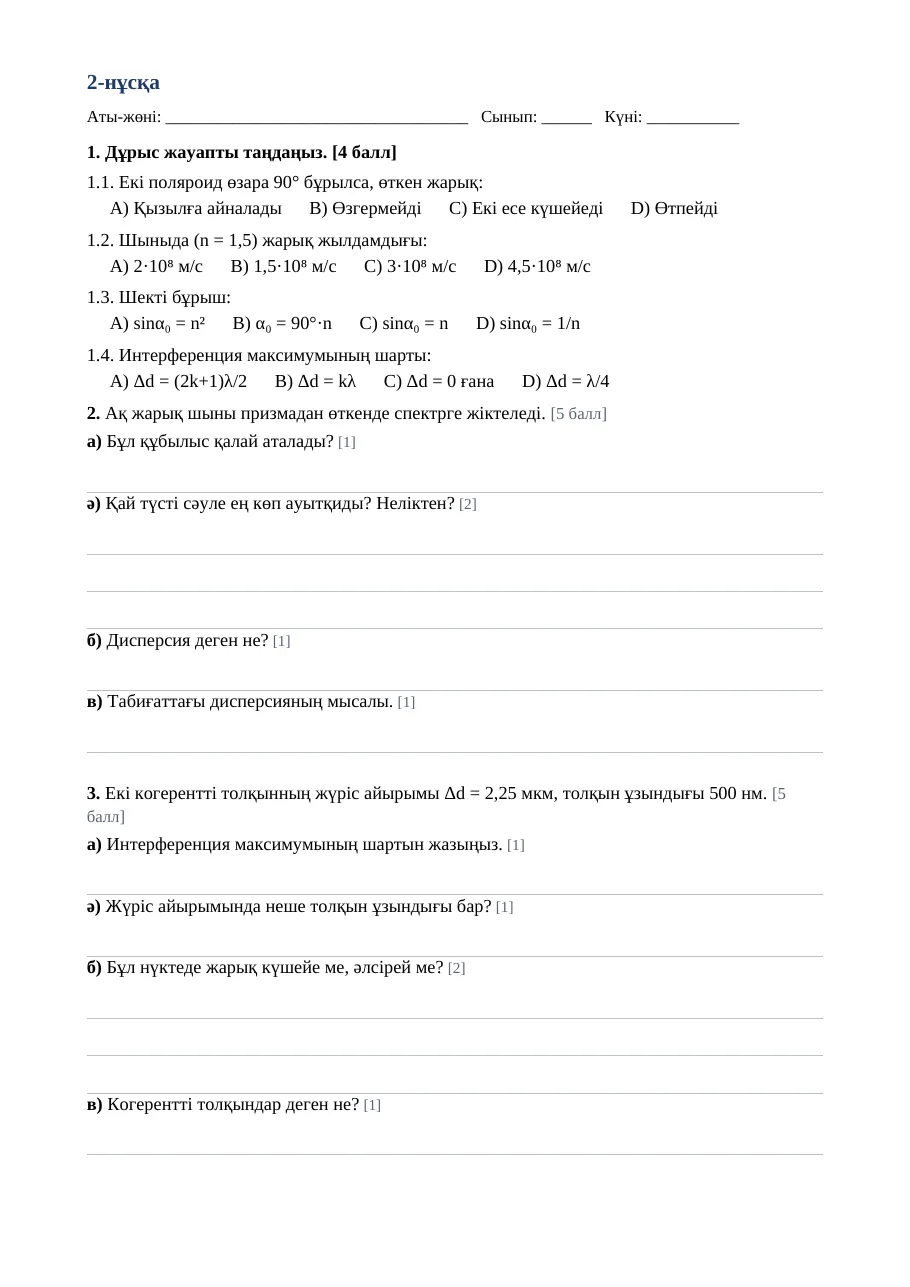 2-нұсқа
Аты-жөні: ____________________________________ Сынып: ______ Күні: ___________
1. Дұрыс жауапты таңдаңыз. [4 балл]
1.1. Екі поляроид өзара 90° бұрылса, өткен жарық:
A) Қызылға айналады B) Өзгермейді C) Екі есе күшейеді D) Өтпейді
1.2. Шыныда (n = 1,5) жарық жылдамдығы:
A) 2·10⁸ м/с B) 1,5·10⁸ м/с C) 3·10⁸ м/с D) 4,5·10⁸ м/с
1.3. Шекті бұрыш:
A) sinα₀ = n² B) α₀ = 90°·n C) sinα₀ = n D) sinα₀ = 1/n
1.4. Интерференция максимумының шарты:
A) Δd = (2k+1)λ/2 B) Δd = kλ C) Δd = 0 ғана D) Δd = λ/4
2. Ақ жарық шыны призмадан өткенде спектрге жіктеледі. [5 балл]
а) Бұл құбылыс қалай аталады? [1]
ә) Қай түсті сәуле ең көп ауытқиды? Неліктен? [2]
б) Дисперсия деген не? [1]
в) Табиғаттағы дисперсияның мысалы. [1]
3. Екі когерентті толқынның жүріс айырымы Δd = 2,25 мкм, толқын ұзындығы 500 нм. [5
балл]
а) Интерференция максимумының шартын жазыңыз. [1]
ә) Жүріс айырымында неше толқын ұзындығы бар? [1]
б) Бұл нүктеде жарық күшейе ме, әлсірей ме? [2]
в) Когерентті толқындар деген не? [1]